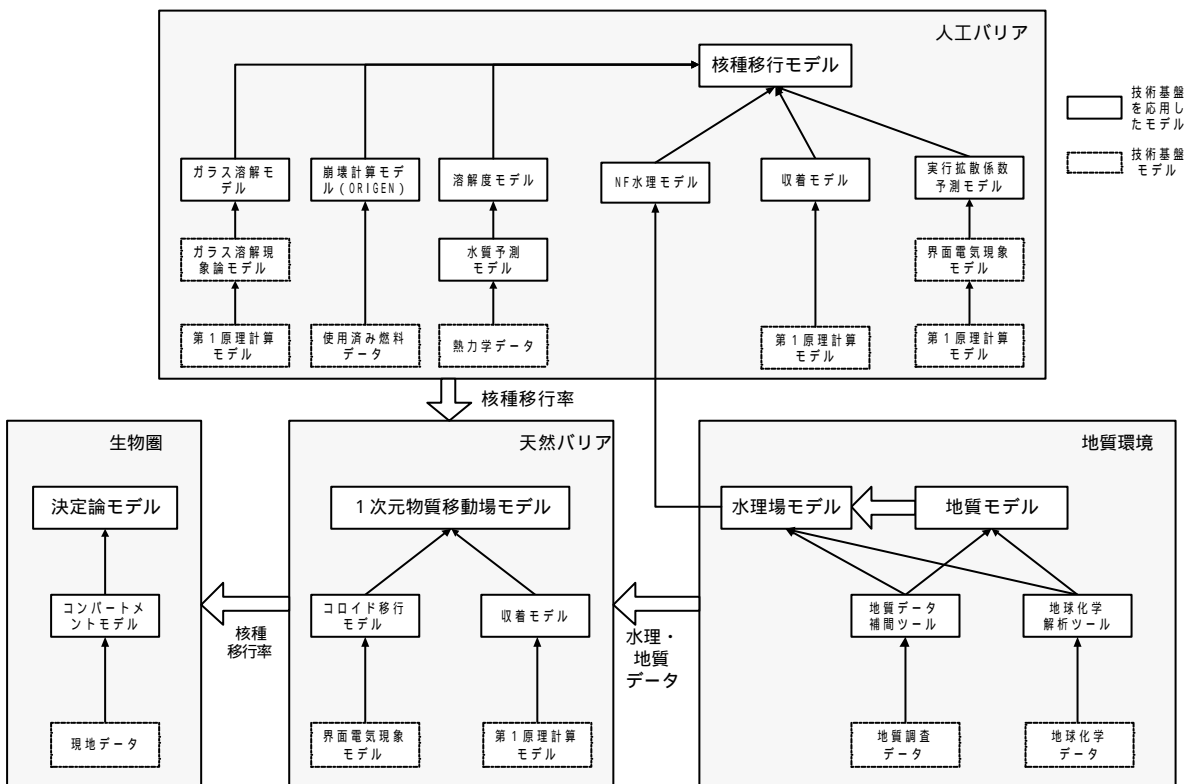 人工バリア
核種移行モデル
技術基盤
を応用し
たモデル
技術基盤
モデル
ガラス溶解モ
デル
崩壊計算モデ
ル(ORIGEN)
溶解度モデル
NF水理モデル
収着モデル
実行拡散係数
予測モデル
ガラス溶解現
象論モデル
水質予測
モデル
界面電気現象
モデル
第1原理計算
モデル
使用済み燃料
データ
熱力学データ
第1原理計算
モデル
第1原理計算
モデル
核種移行率
生物圏
決定論モデル
コンパートメ
ントモデル
現地データ
核種
移行率
天然バリア
1次元物質移動場モデル
コロイド移行
モデル
収着モデル
界面電気現象
モデル
第1原理計算
モデル
水理・
地質
データ
地質環境
水理場モデル
地質モデル
地質データ
補間ツール
地球化学
解析ツール
地質調査
データ
地球化学
データ